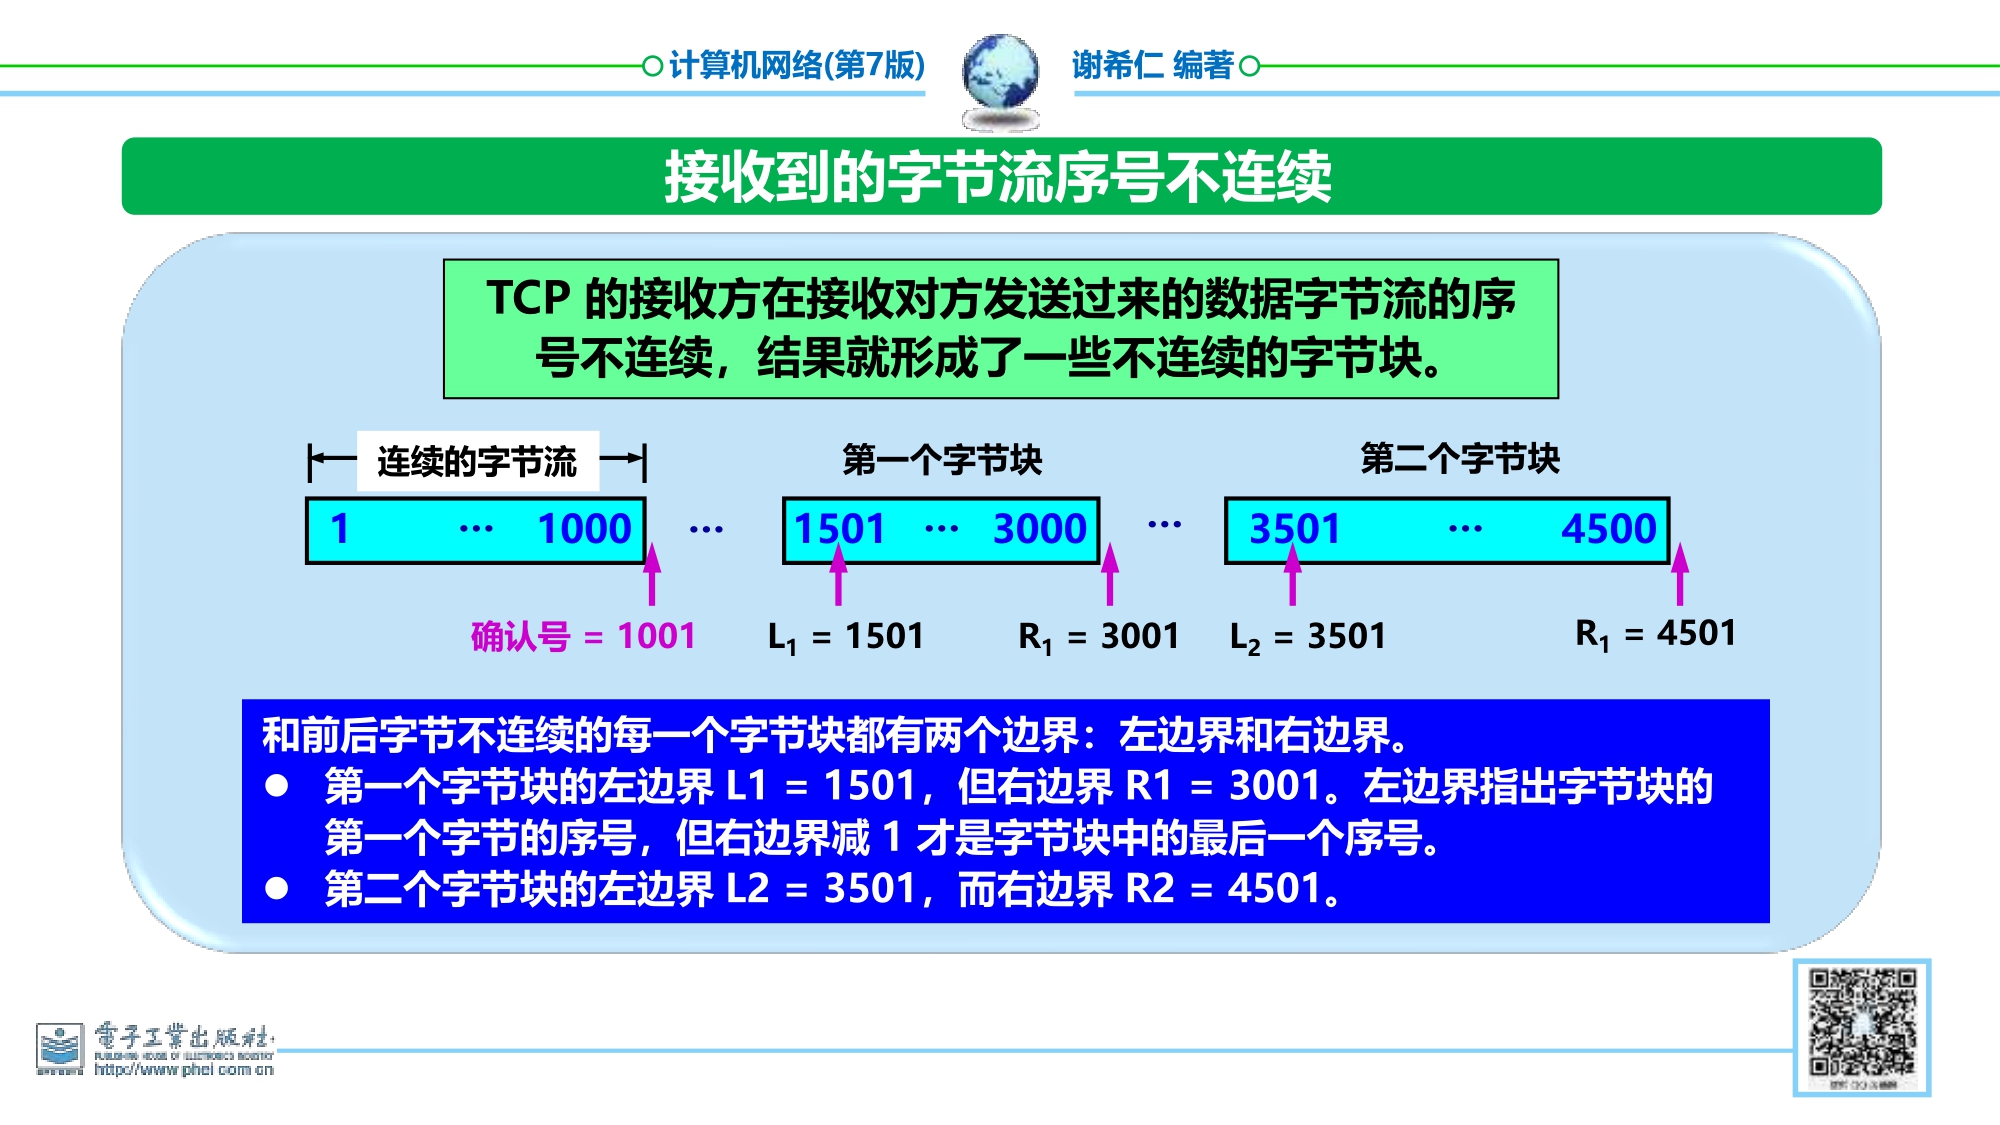 计算机网络(第7版)
谢希仁 编著
接收到的字节流序号不连续
TCP 的接收方在接收对方发送过来的数据字节流的序
号不连续，结果就形成了一些不连续的字节块。
连续的字节流
第一个字节块
第二个字节块
1 … 1000 … 1501 … 3000 … 3501 … 4500
确认号 = 1001
L1 = 1501
R1 = 3001
L2 = 3501
R1 = 4501
和前后字节不连续的每一个字节块都有两个边界：左边界和右边界。
● 第一个字节块的左边界 L1 = 1501，但右边界 R1 = 3001。左边界指出字节块的
第一个字节的序号，但右边界减 1 才是字节块中的最后一个序号。
● 第二个字节块的左边界 L2 = 3501，而右边界 R2 = 4501。
電子工業出版社
PUBLISHING HOUSE OF ELECTRONICS INDUSTRY
http://www.phei.com.cn